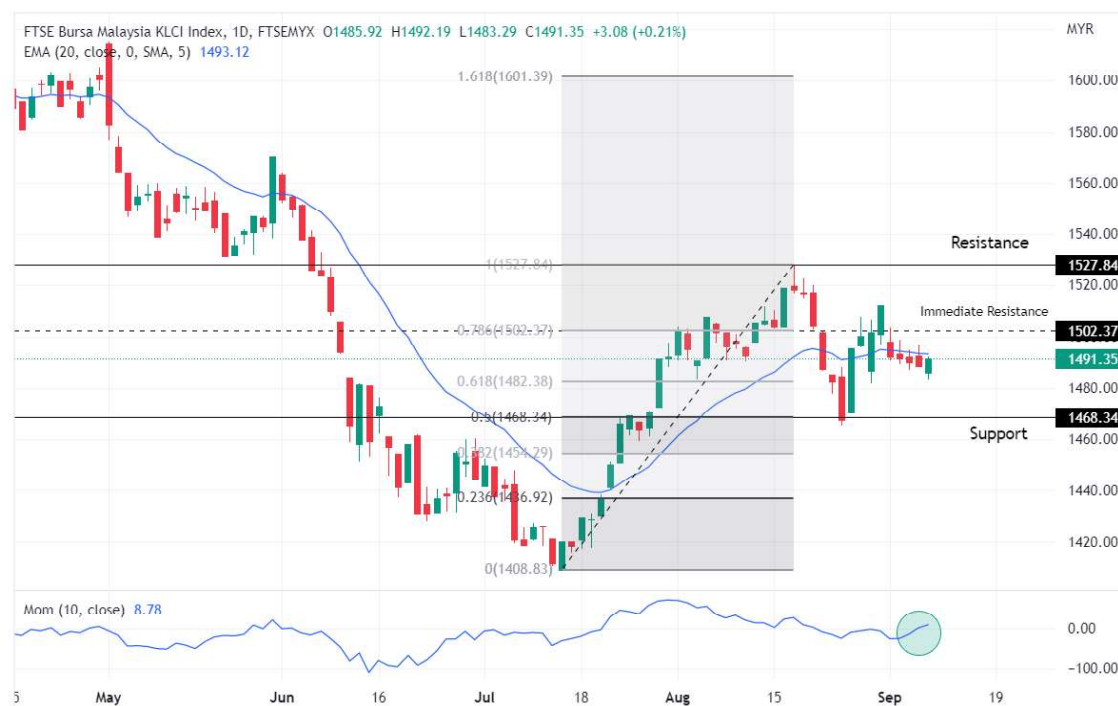 FTSE Bursa Malaysia KLCI Index, 1D, FTSEMYX O1485.92 H1492.19 L1483.29 C1491.35 +3.08 (+0.21%)
MYR
EMA (20, close, 0, SMA, 5) 1493.12
1.618(1601.39)
1600.00
1580.00
1560.00
1540.00
Resistance
1(1527.84)
1527.84
1520.00
Immediate Resistance
0.786(1502.37)
1502.37
1491.35
0.618(1482.38)
1480.00
0.5(1468.34)
1468.34
Support
1460.00
0.382(1454.29)
1440.00
0.236(1436.92)
1420.00
0(1408.83)
Mom (10, close) 8.78
0.00
-100.00
5 May Jun 16 Jul 18 Aug 15 Sep 19